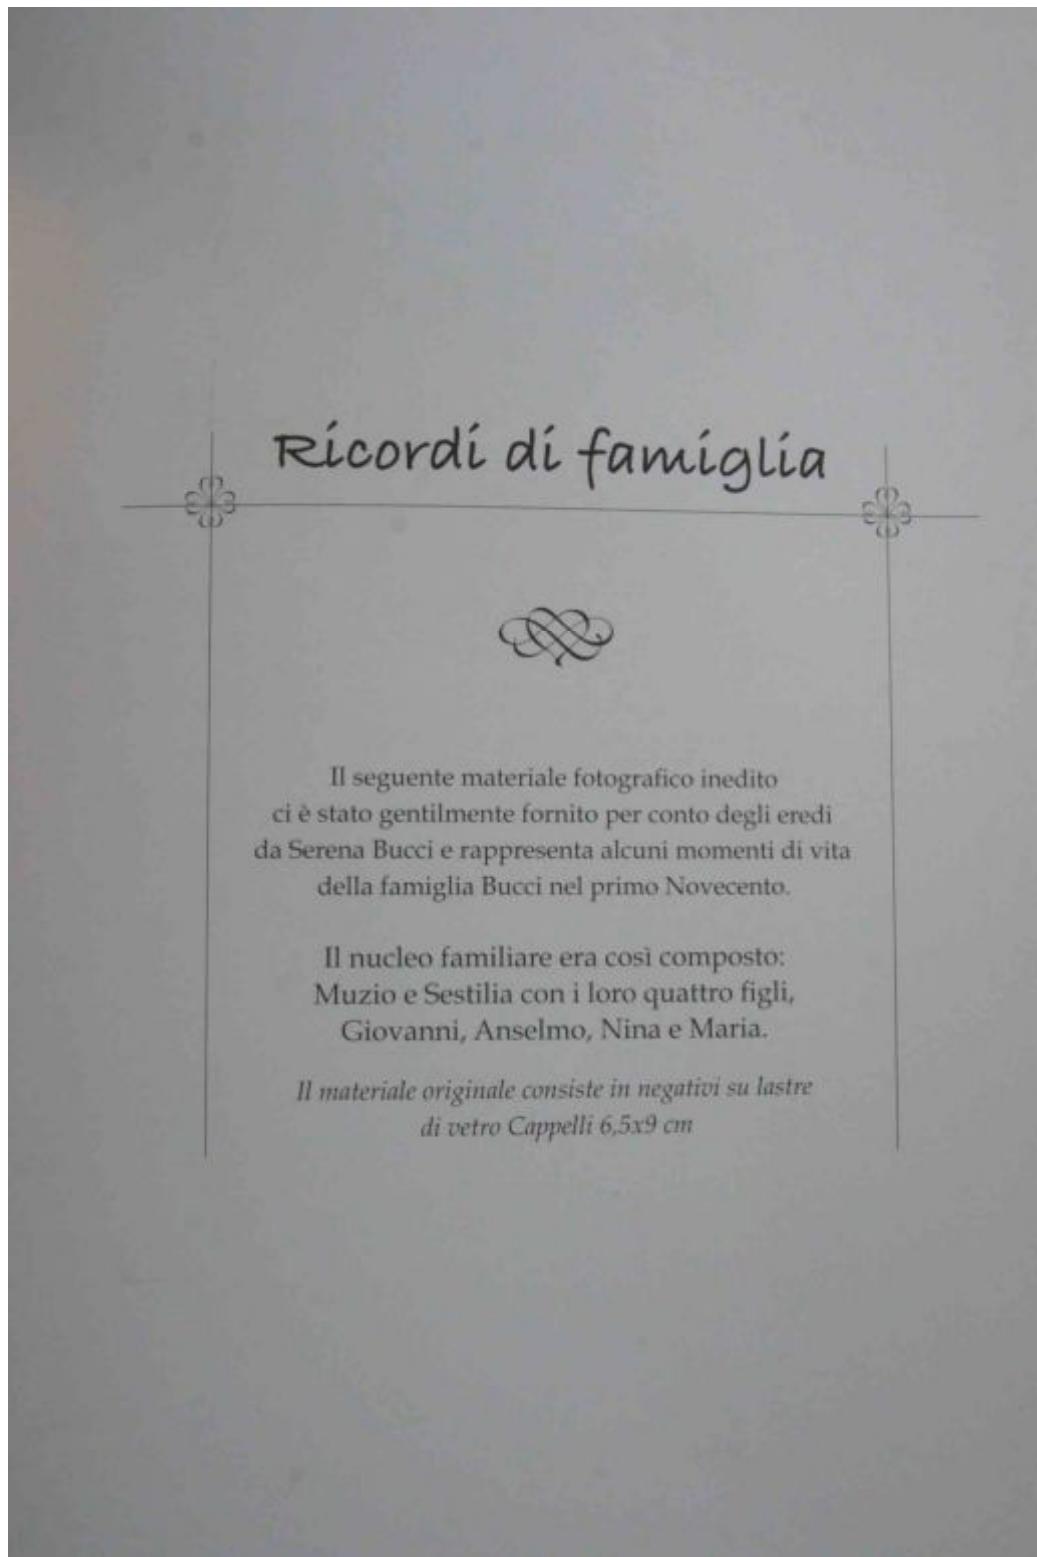 Ricordi di famiglia
Il seguente materiale fotografico inedito
ci è stato gentilmente fornito per conto degli eredi
da Serena Bucci e rappresenta alcuni momenti di vita
della famiglia Bucci nel primo Novecento.
Il nucleo familiare era così composto:
Muzio e Sestilia con i loro quattro figli,
Giovanni, Anselmo, Nina e Maria.
Il materiale originale consiste in negativi su lastre
di vetro Cappelli 6,5x9 cm